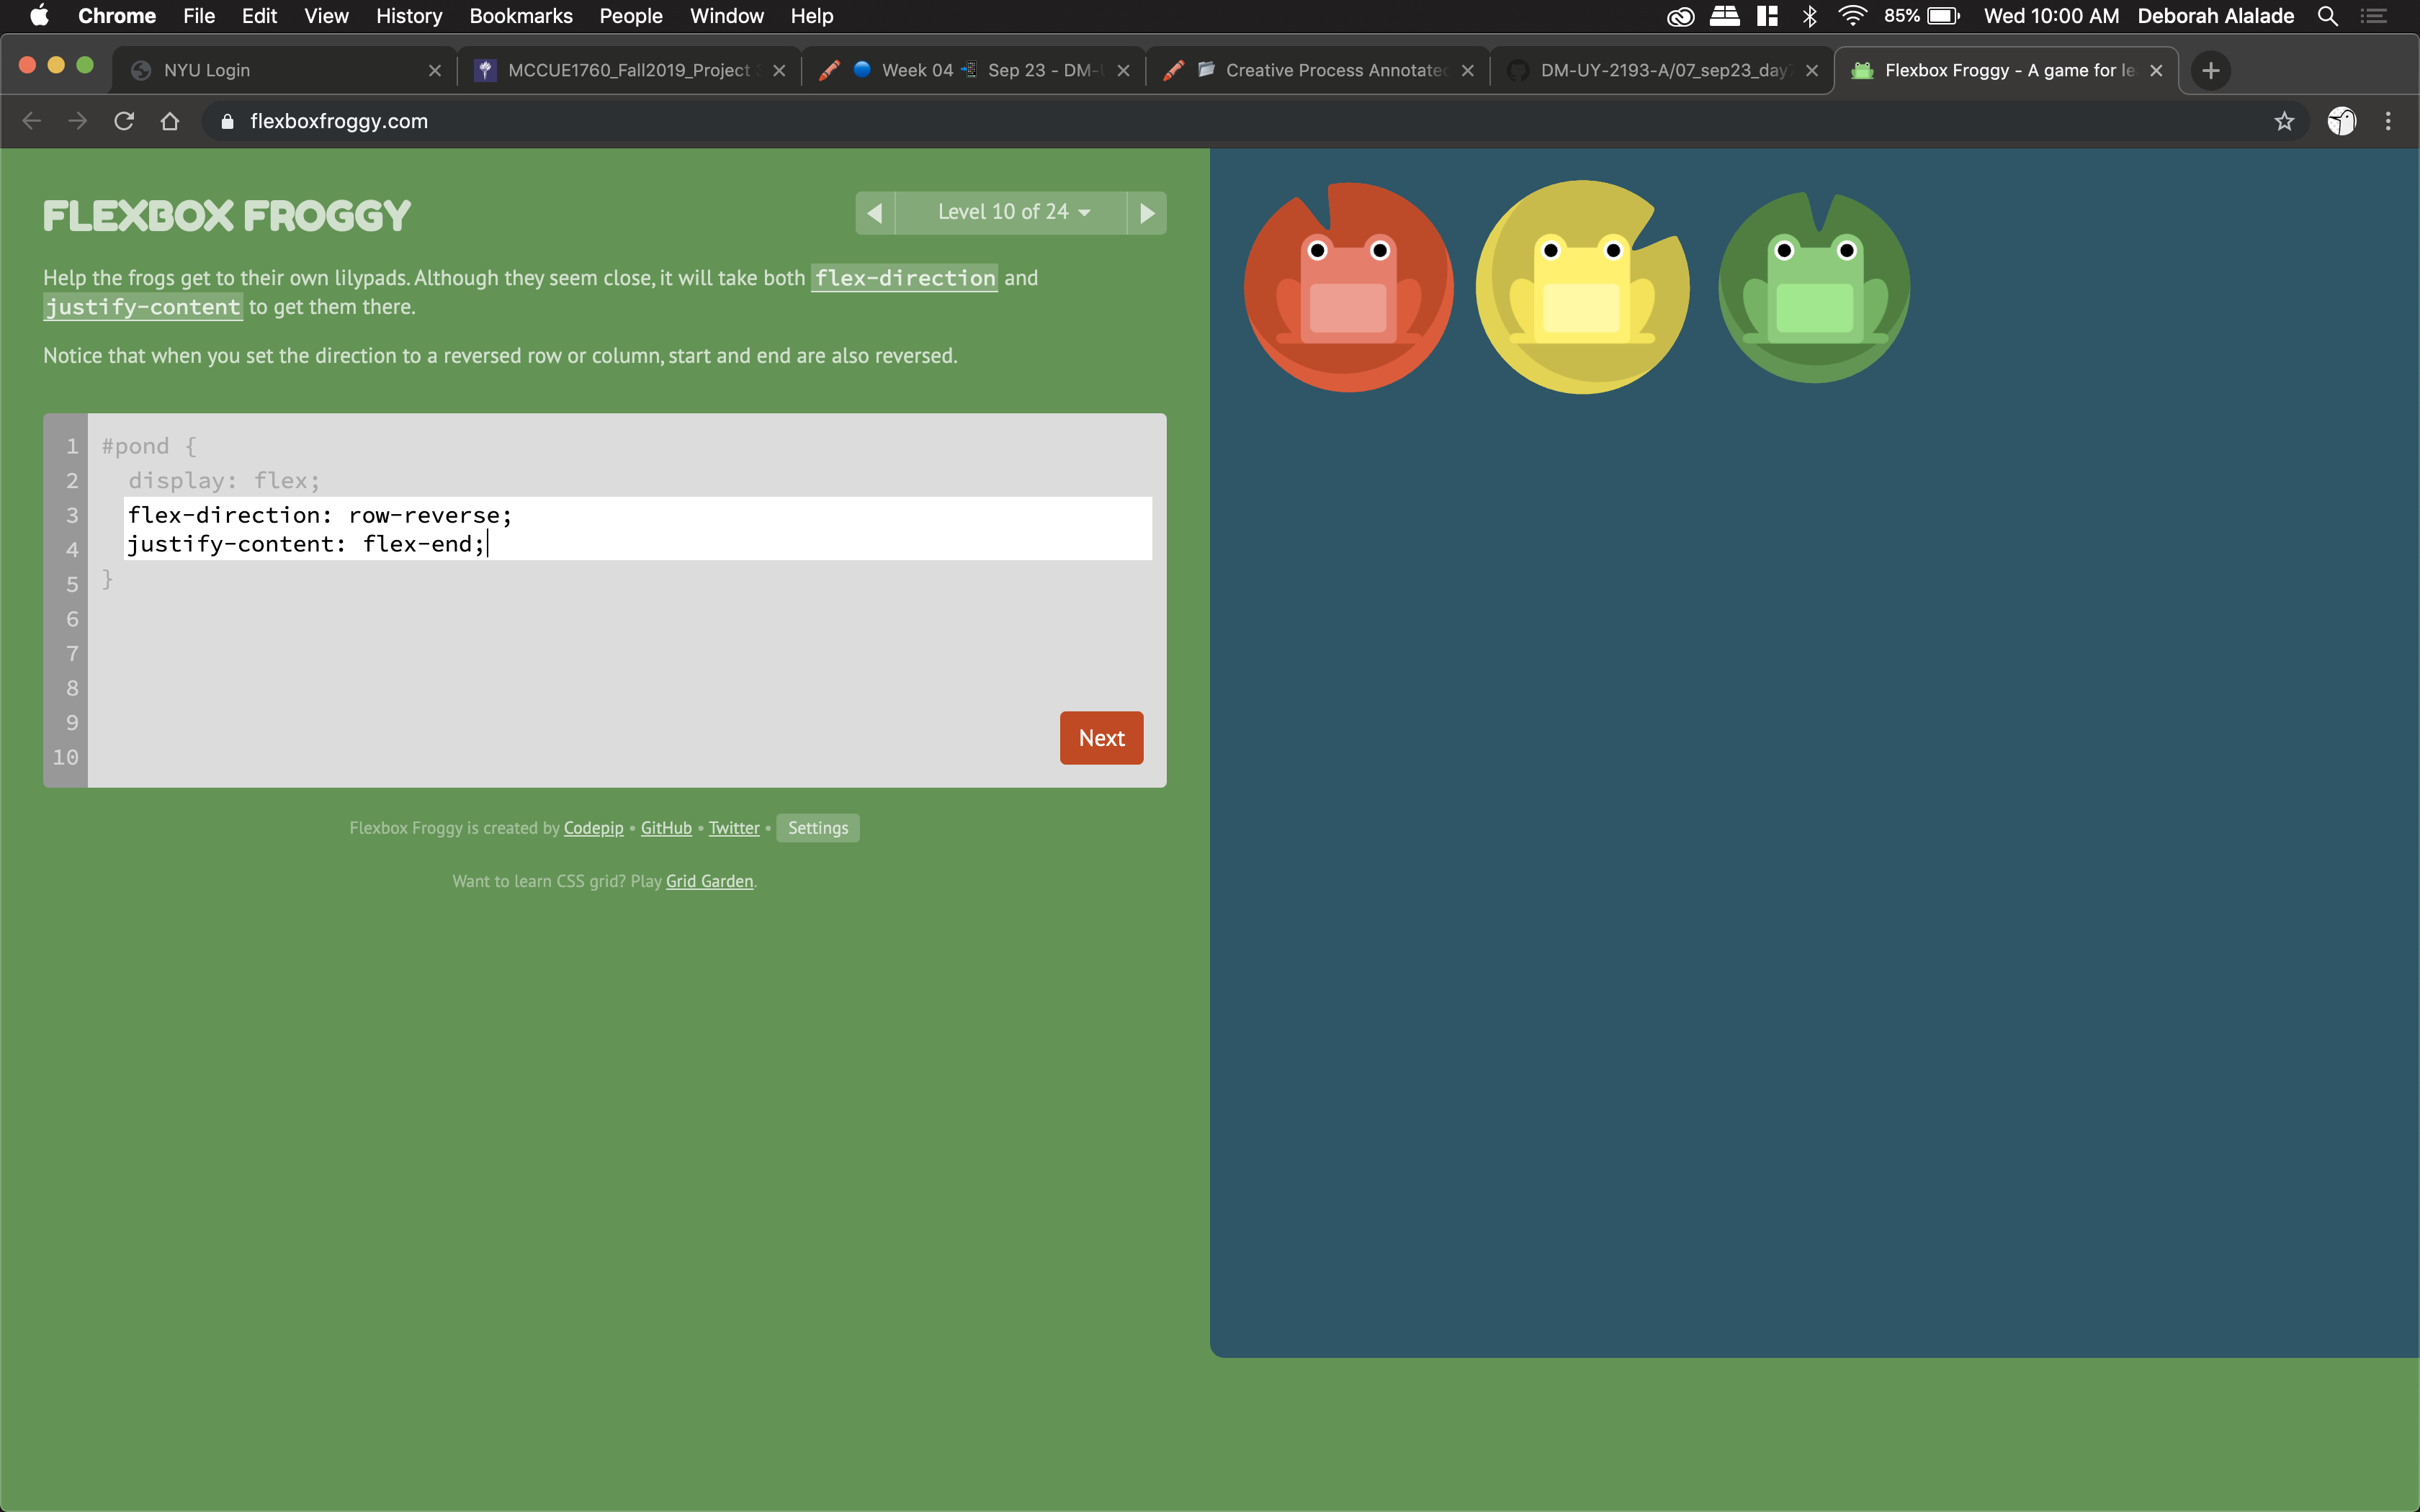 Chrome File Edit View History Bookmarks People Window Help 85% Wed 10:00 AM Deborah Alalade
NYU Login MCCUE1760_Fall2019_Project Week 04 Sep 23 - DM- Creative Process Annotated DM-UY-2193-A/07_sep23_day Flexbox Froggy - A game for le
flexboxfroggy.com
FLEXBOX FROGGY
Level 10 of 24
Help the frogs get to their own lilypads. Although they seem close, it will take both flex-direction and
justify-content to get them there.
Notice that when you set the direction to a reversed row or column, start and end are also reversed.
1 #pond {
2 display: flex;
3 flex-direction: row-reverse;
4 justify-content: flex-end;
5 }
6
7
8
9
10
Next
Flexbox Froggy is created by Codepip • GitHub • Twitter • Settings
Want to learn CSS grid? Play Grid Garden.